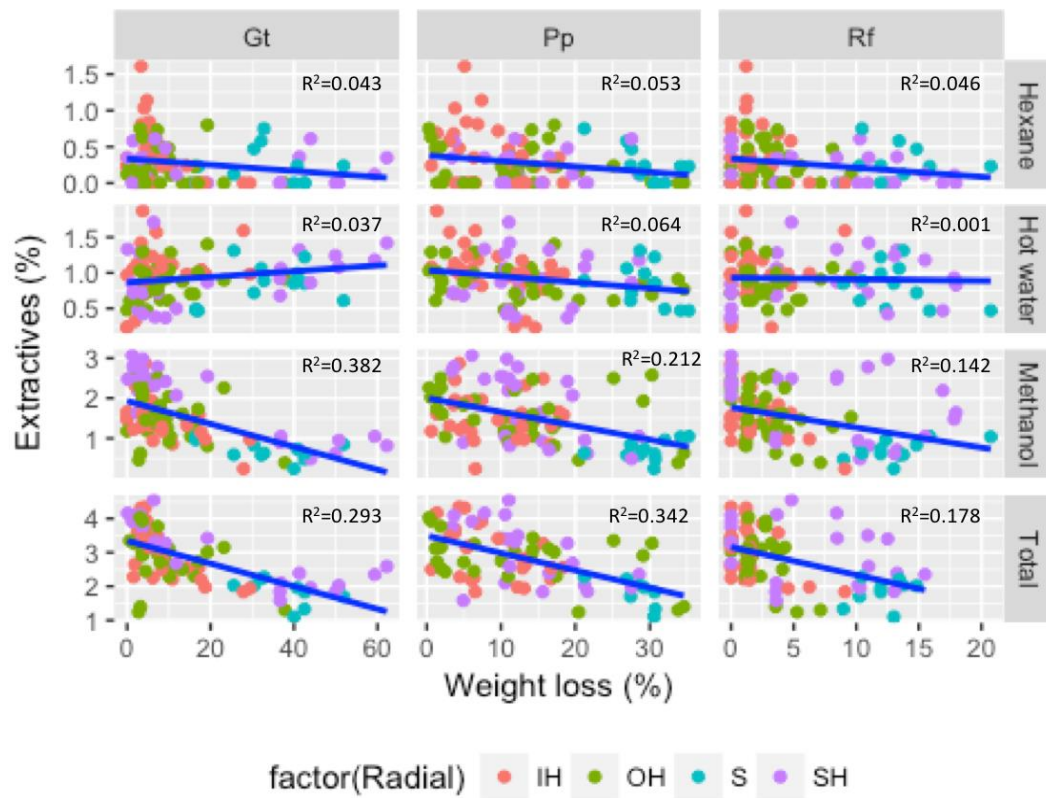 Gt Pp Rf
R²=0.043 R²=0.053 R²=0.046
Hexane
1.5
1.0
0.5
0.0
R²=0.037 R²=0.064 R²=0.001
Hot water
1.5
1.0
0.5
R²=0.382 R²=0.212 R²=0.142
Methanol
3
2
1
R²=0.293 R²=0.342 R²=0.178
Total
4
3
2
1
Extractives (%)
0 20 40 60 0 10 20 30 0 5 10 15 20
Weight loss (%)
factor(Radial) IH OH S SH